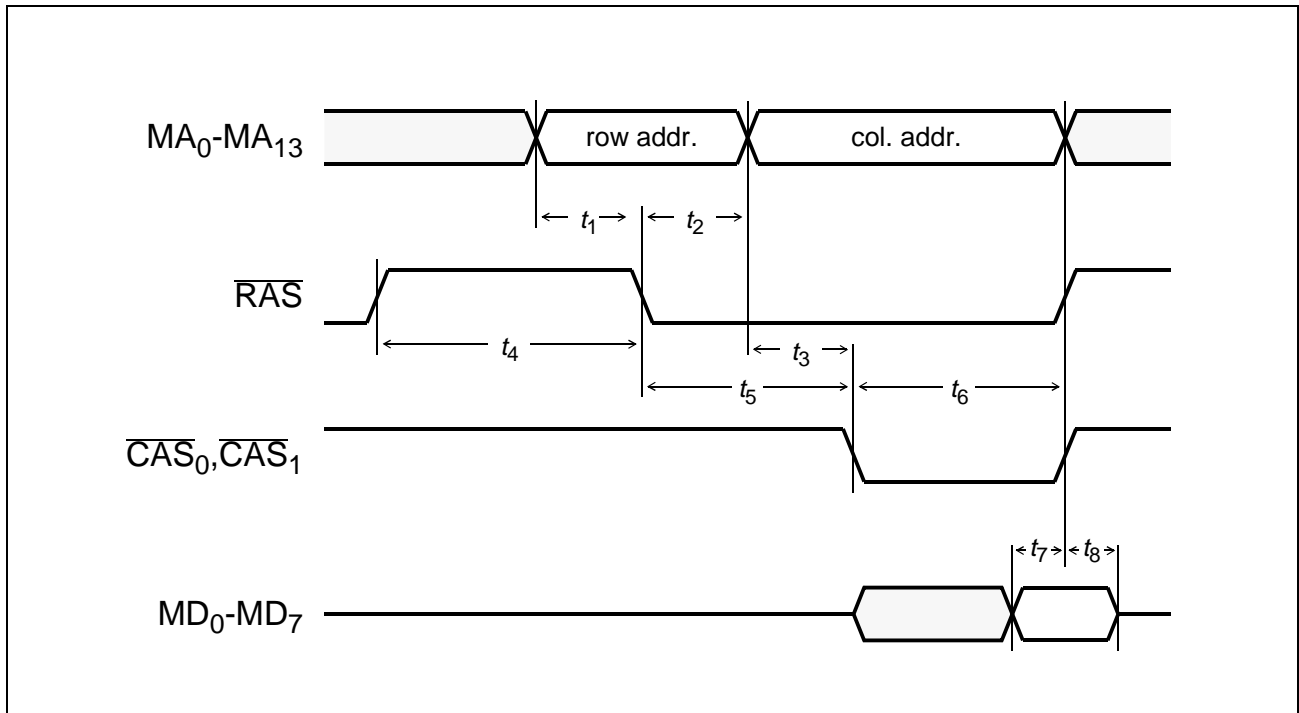 MA0-MA13
row addr.
col. addr.
t1
t2
RAS
t4
t3
t5
t6
CAS0,CAS1
t7
t8
MD0-MD7